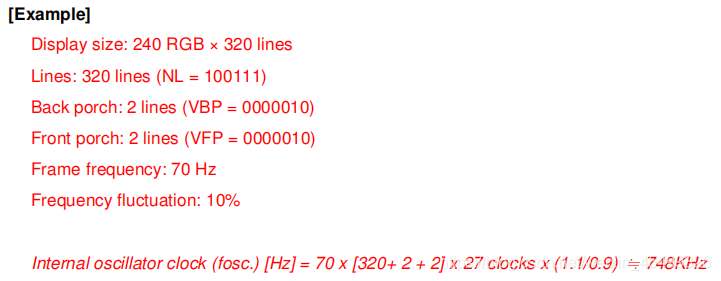 [Example]
Display size: 240 RGB × 320 lines
Lines: 320 lines (NL = 100111)
Back porch: 2 lines (VBP = 0000010)
Front porch: 2 lines (VFP = 0000010)
Frame frequency: 70 Hz
Frequency fluctuation: 10%
Internal oscillator clock (fosc.) [Hz] = 70 x [320+ 2 + 2] x 27 clocks x (1.1/0.9) ≒ 748KHz